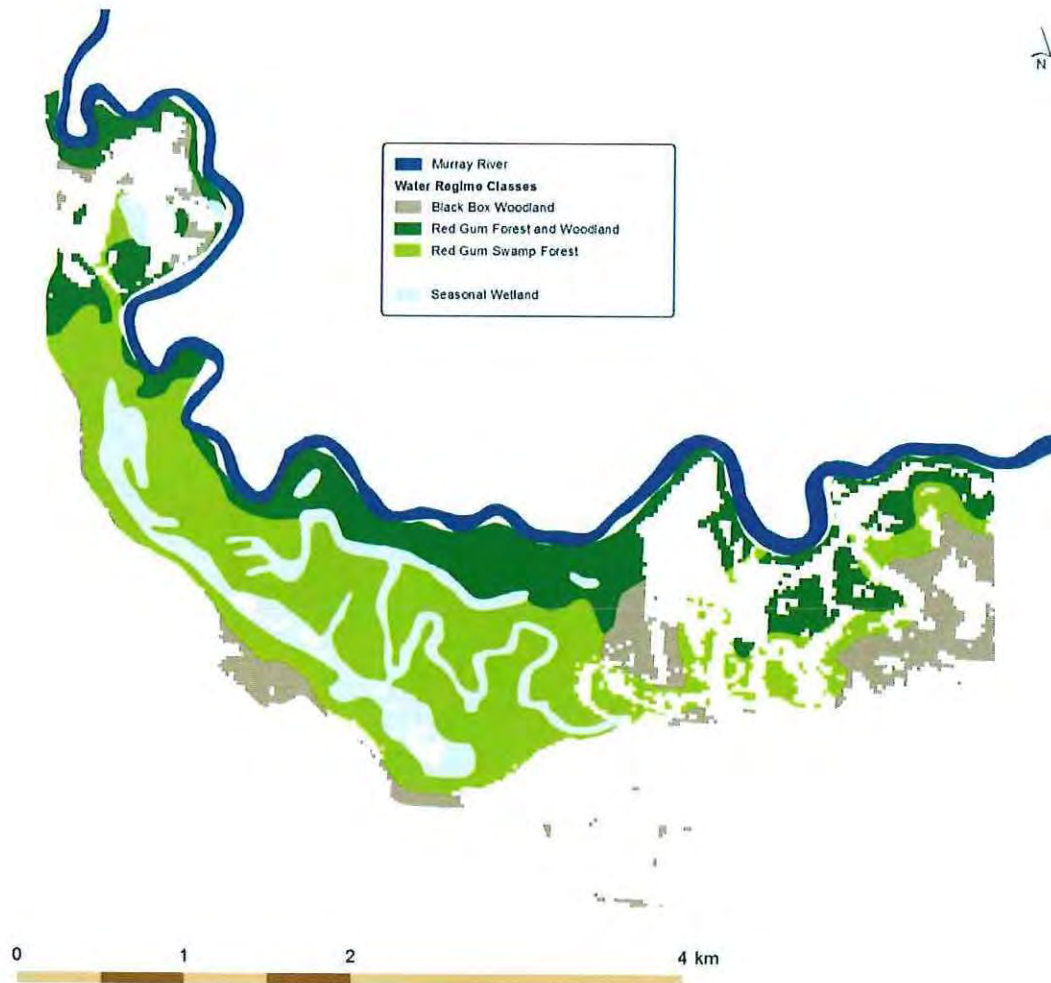 N
Murray River
Water Regime Classes
Black Box Woodland
Red Gum Forest and Woodland
Red Gum Swamp Forest
Seasonal Wetland
0 1 2 4 km